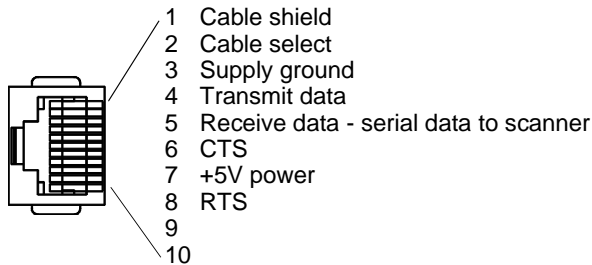 1 Cable shield
2 Cable select
3 Supply ground
4 Transmit data
5 Receive data - serial data to scanner
6 CTS
7 +5V power
8 RTS
9
10